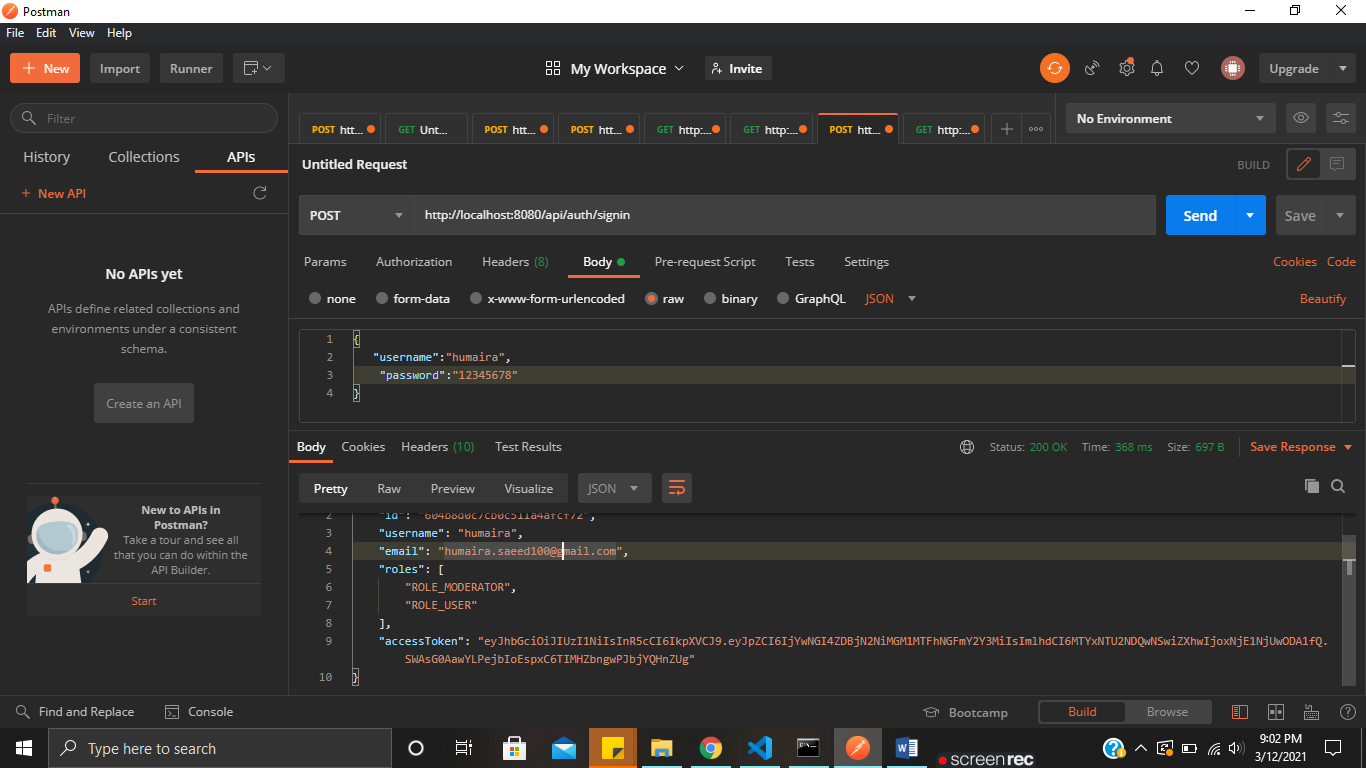 Postman
File Edit View Help
New Import Runner My Workspace Invite Upgrade
Filter
History Collections APIs
New API
No APIs yet
APIs define related collections and
environments under a consistent
schema.
Create an API
New to APIs in
Postman?
Take a tour and see all
that you can do within the
API Builder.
Start
POST htt... GET Unt... POST htt... POST htt... GET http:... GET http:... POST htt... GET http:... No Environment
Untitled Request BUILD
POST http://localhost:8080/api/auth/signin Send Save
Params Authorization Headers (8) Body Pre-request Script Tests Settings Cookies Code
none form-data x-www-form-urlencoded raw binary GraphQL JSON Beautify
1 {
2 "username":"humaira",
3 "password":"12345678"
4 }
Body Cookies Headers (10) Test Results Status: 200 OK Time: 368 ms Size: 697 B Save Response
Pretty Raw Preview Visualize JSON
2 "id":
3 "username": "humaira",
4 "email": "humaira.saeed100@gmail.com",
5 "roles": [
6 "ROLE_MODERATOR",
7 "ROLE_USER"
8 ],
9 "accessToken": "eyJhbGciOiJIUzI1NiIsInR5cCI6IkpXVCJ9.eyJpZCI6IjYwNGI4ZDBjN2NiMGM1MTFhNGFmY2Y3MiIsImlhdCI6MTYxNTU2NDQwNSwiZXhwIjoxNjE1NjUwODA1fQ.
SWAsG0AawYLPejbIoEspxC6TIMHZbngwPJbjYQHnZUg"
10 }
Find and Replace Console Bootcamp Build Browse
Type here to search
9:02 PM
3/12/2021
screenrec